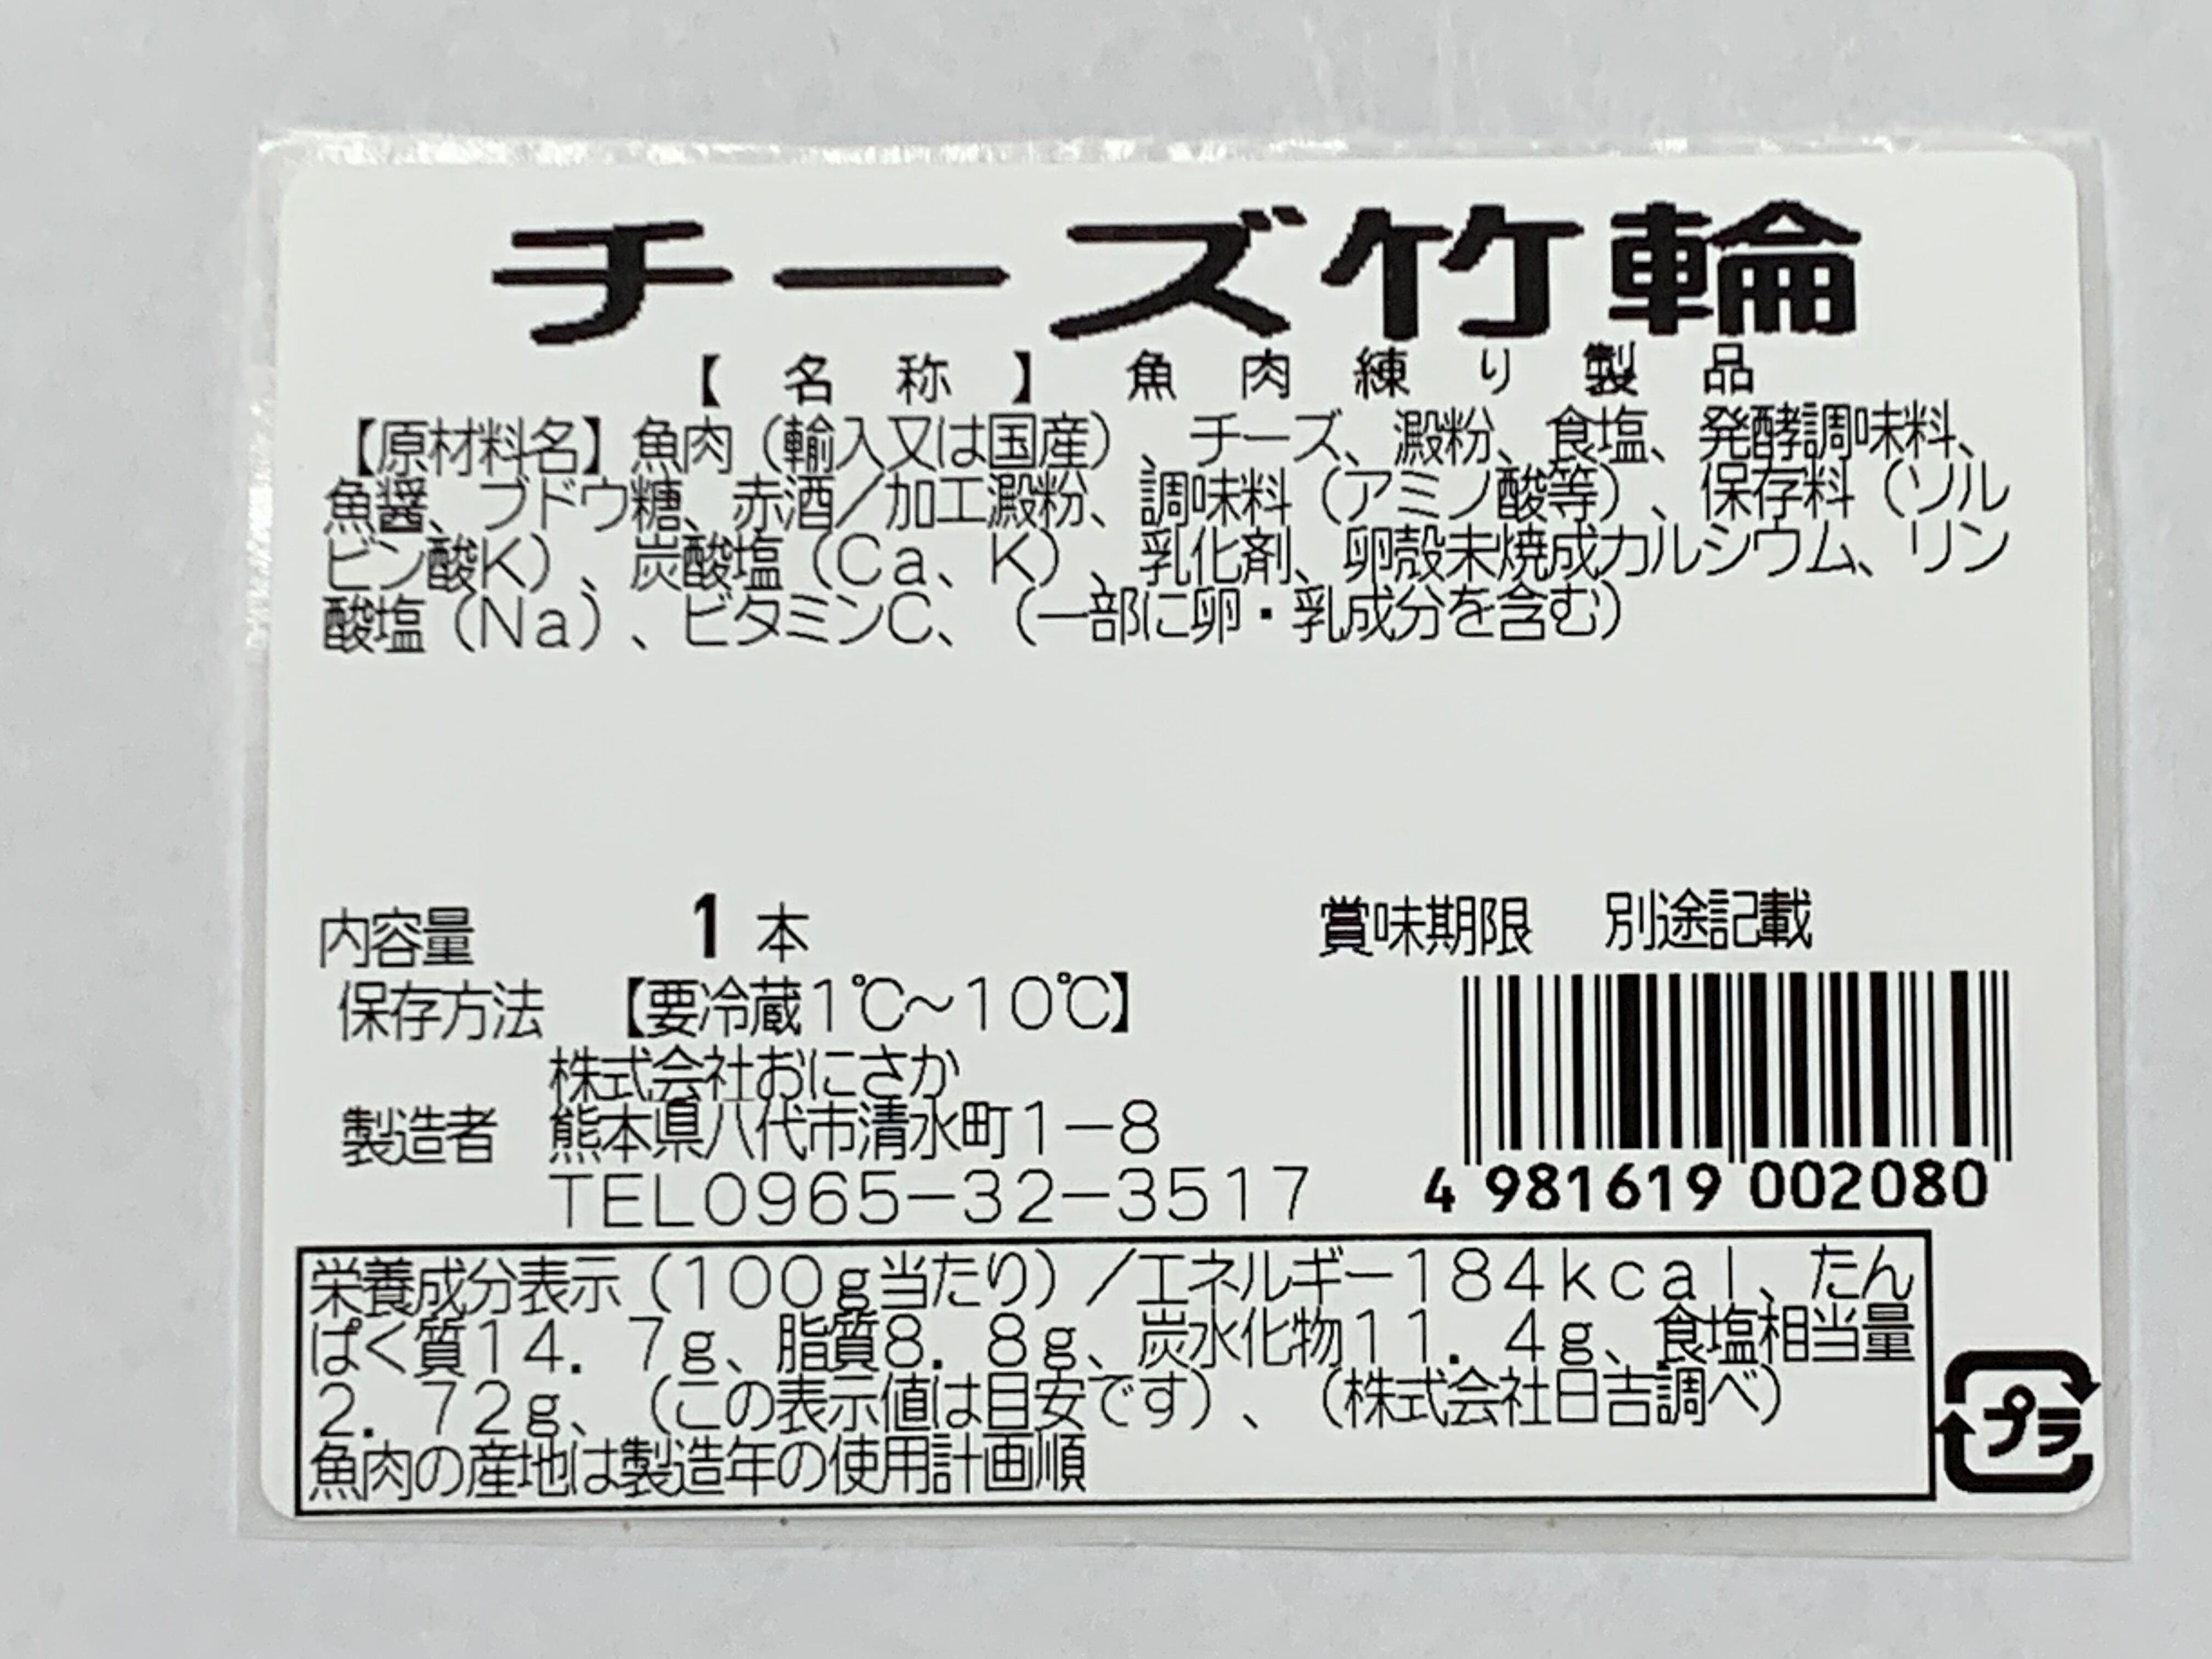 チーズ竹輪
【名称】魚肉練り製品
【原材料名】魚肉（輸入又は国産）、チーズ、澱粉、食塩、発酵調味料、
魚醤、ブドウ糖、赤酒／加工澱粉、調味料（アミノ酸等）、保存料（ソル
ビン酸K）、炭酸塩（Ca、K）、乳化剤、卵殻未焼成カルシウム、リン
酸塩（Na）、ビタミンC、（一部に卵・乳成分を含む）
内容量 1本 賞味期限 別途記載
保存方法 【要冷蔵1℃～10℃】
株式会社おにさか
製造者 熊本県八代市清水町1－8
TEL0965－32－3517
4 981619 002080
栄養成分表示（100g当たり）／エネルギー184kcal、たん
ぱく質14．7g、脂質8．8g、炭水化物11．4g、食塩相当量
2．72g、（この表示値は目安です）、（株式会社日吉調べ）
魚肉の産地は製造年の使用計画順
プラ